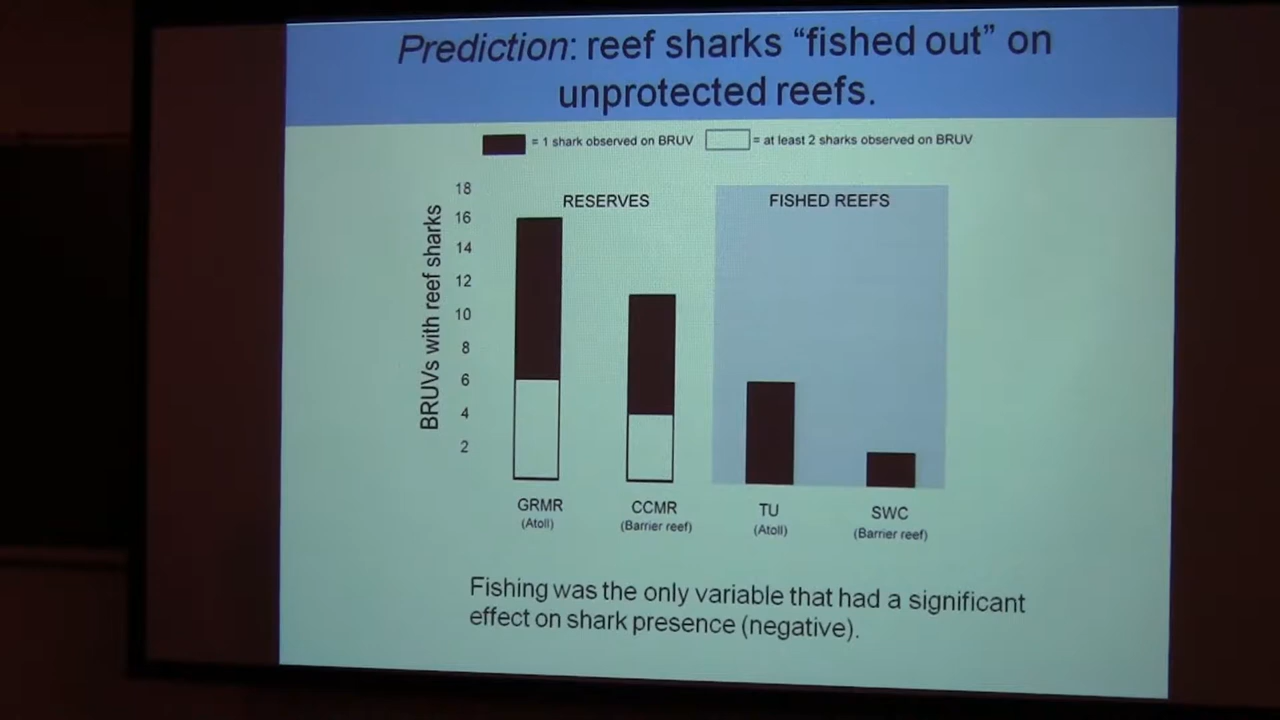 Prediction: reef sharks “fished out” on
unprotected reefs.
= 1 shark observed on BRUV
= at least 2 sharks observed on BRUV
BRUVs with reef sharks
18
16
14
12
10
8
6
4
2
RESERVES
FISHED REEFS
GRMR
(Atoll)
CCMR
(Barrier reef)
TU
(Atoll)
SWC
(Barrier reef)
Fishing was the only variable that had a significant
effect on shark presence (negative).